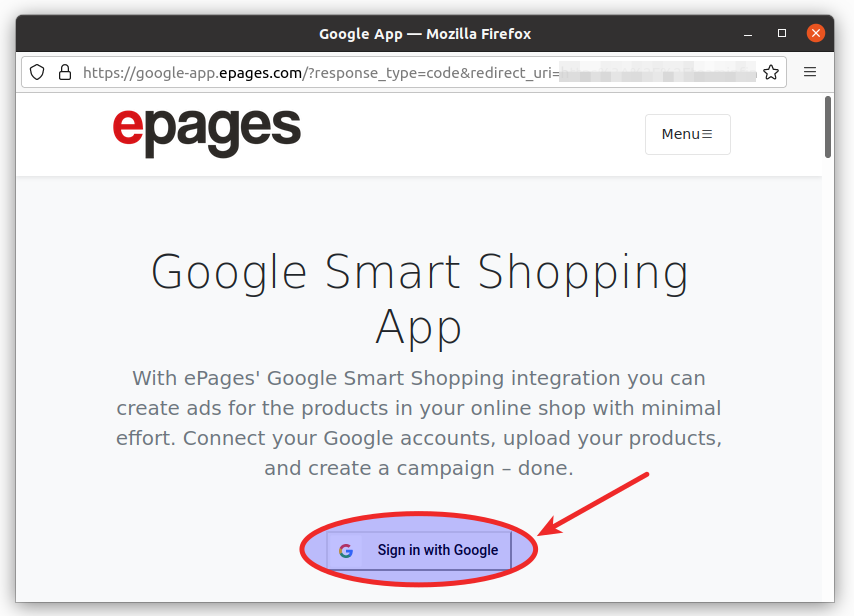 Google App — Mozilla Firefox
https://google-app.epages.com/?response_type=code&redirect_uri=
epages
Menu≡
Google Smart Shopping
App
With ePages' Google Smart Shopping integration you can
create ads for the products in your online shop with minimal
effort. Connect your Google accounts, upload your products,
and create a campaign – done.
Sign in with Google